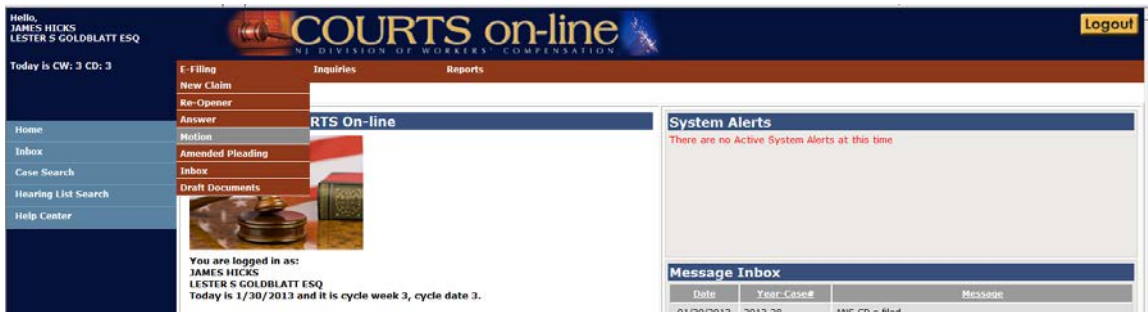 Hello,
JAMES HICKS
LESTER S GOLDBLATT ESQ
Today is CW: 3 CD: 3
COURTS on-line
NJ DIVISION OF WORKERS' COMPENSATION
Logout
E-Filing Inquiries Reports
New Claim
Re-Opener
Answer
Motion
Amended Pleading
Inbox
Draft Documents
Home
Inbox
Case Search
Hearing List Search
Help Center
RTS On-line
You are logged in as:
JAMES HICKS
LESTER S GOLDBLATT ESQ
Today is 1/30/2013 and it is cycle week 3, cycle date 3.
System Alerts
There are no Active System Alerts at this time
Message Inbox
Date Year-Case# Message